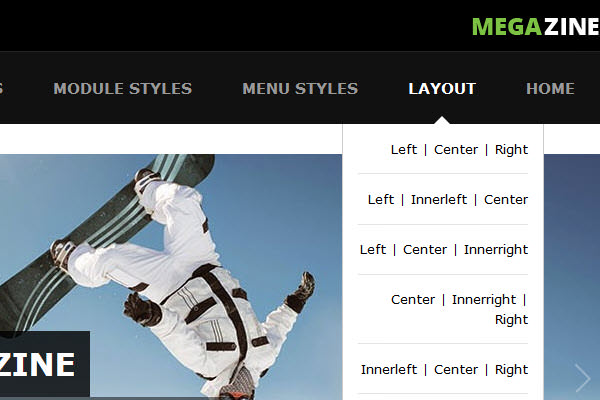 MEGAZINE
S MODULE STYLES MENU STYLES LAYOUT HOME
Left | Center | Right
Left | Innerleft | Center
Left | Center | Innerright
Center | Innerright |
Right
Innerleft | Center | Right
ZINE